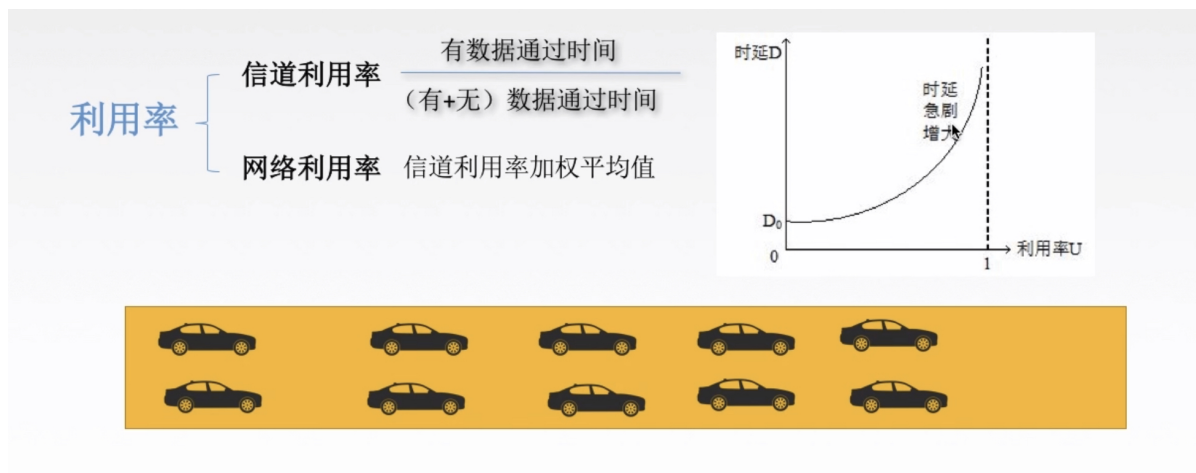 利用率
信道利用率
有数据通过时间
（有+无）数据通过时间
网络利用率 信道利用率加权平均值
时延D
时延
急剧
增大
D₀
0
1
利用率U